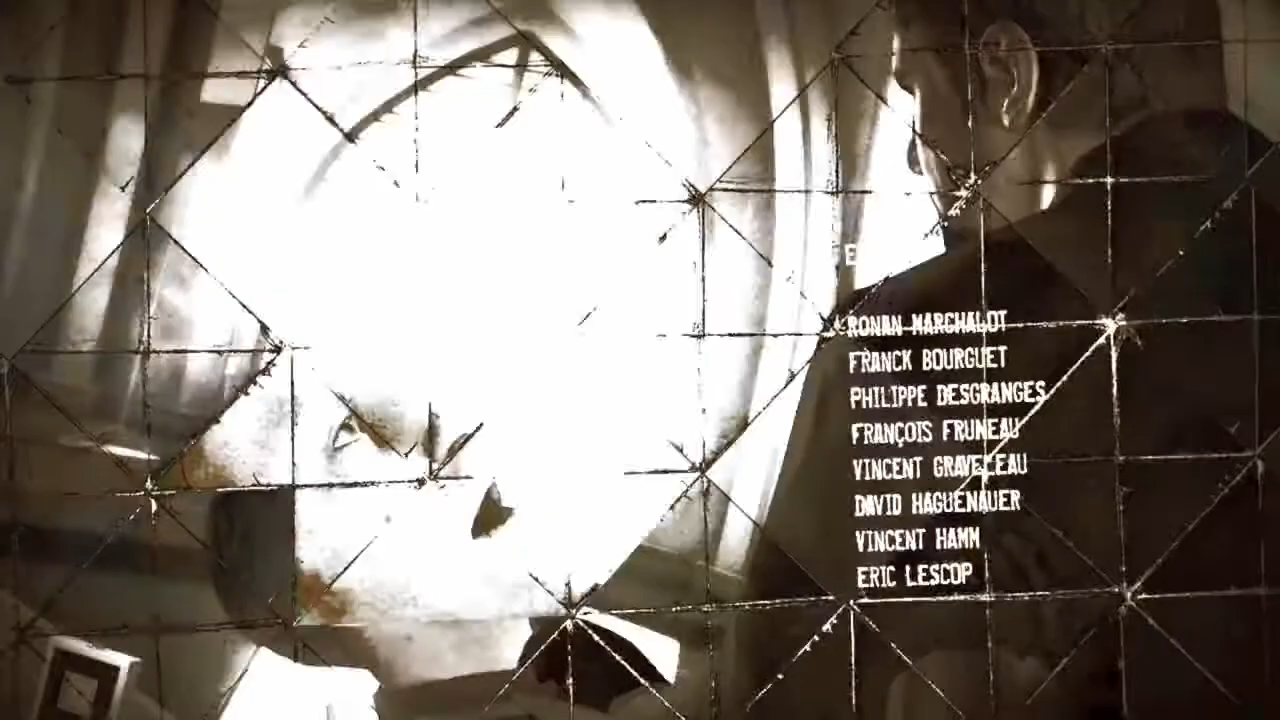 E
RONAN MARCHALOT
FRANCK BOURGUET
PHILIPPE DESGRANGES
FRANÇOIS FRUNEAU
VINCENT GRAVELEAU
DAVID HAGUENAUER
VINCENT HAMM
ERIC LESCOP